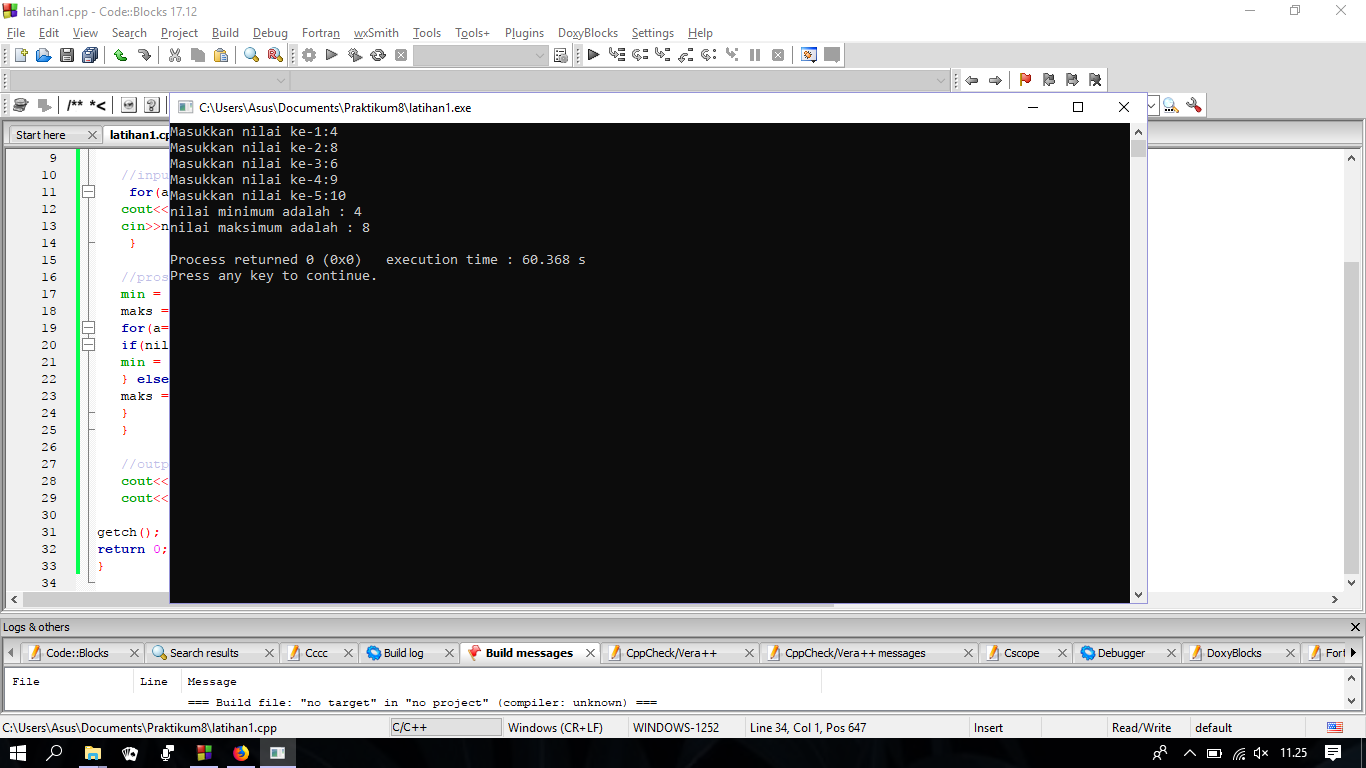 latihan1.cpp - Code::Blocks 17.12
File Edit View Search Project Build Debug Fortran wxSmith Tools Tools+ Plugins DoxyBlocks Settings Help
/** *<
C:\Users\Asus\Documents\Praktikum8\latihan1.exe
Start here latihan1.cp
Masukkan nilai ke-1:4
Masukkan nilai ke-2:8
Masukkan nilai ke-3:6
Masukkan nilai ke-4:9
Masukkan nilai ke-5:10
nilai minimum adalah : 4
nilai maksimum adalah : 8
Process returned 0 (0x0) execution time : 60.368 s
Press any key to continue.
9
10 //inpu
11 for(a
12 cout<<
13 cin>>n
14 }
15
16 //pros
17 min =
18 maks =
19 for(a=
20 if(nil
21 min =
22 } else
23 maks =
24 }
25 }
26
27 //outp
28 cout<<
29 cout<<
30
31 getch();
32 return 0;
33 }
34
Logs & others
Code::Blocks Search results Cccc Build log Build messages CppCheck/Vera++ CppCheck/Vera++ messages Cscope Debugger DoxyBlocks Fort
File Line Message
=== Build file: "no target" in "no project" (compiler: unknown) ===
C:\Users\Asus\Documents\Praktikum8\latihan1.cpp C/C++ Windows (CR+LF) WINDOWS-1252 Line 34, Col 1, Pos 647 Insert Read/Write default
11.25